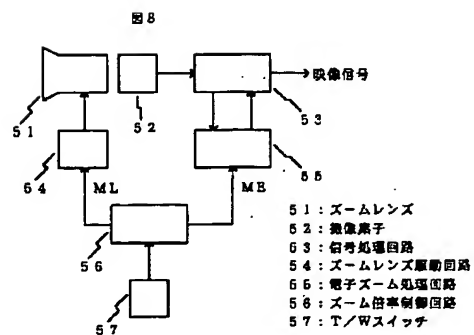 図8
映像信号
51
52
53
54
ML
ME
55
56
57
51:ズームレンズ
52:撮像素子
53:信号処理回路
54:ズームレンズ駆動回路
55:電子ズーム処理回路
56:ズーム倍率制御回路
57:T/Wスイッチ